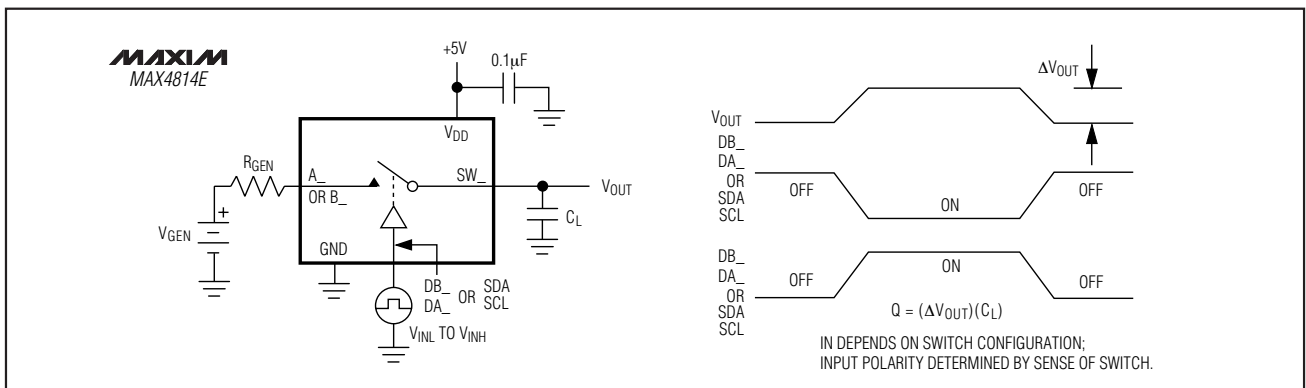 MAXIM
MAX4814E
+5V
0.1µF
VDD
RGEN
A_
OR B_
SW_
VOUT
CL
VGEN
+
GND
DB_
DA_
OR
SDA
SCL
VINL TO VINH
ΔVOUT
VOUT
DB_
DA_
OR
SDA
SCL
OFF
ON
OFF
DB_
DA_
OR
SDA
SCL
OFF
ON
OFF
Q = (ΔVOUT)(CL)
IN DEPENDS ON SWITCH CONFIGURATION;
INPUT POLARITY DETERMINED BY SENSE OF SWITCH.